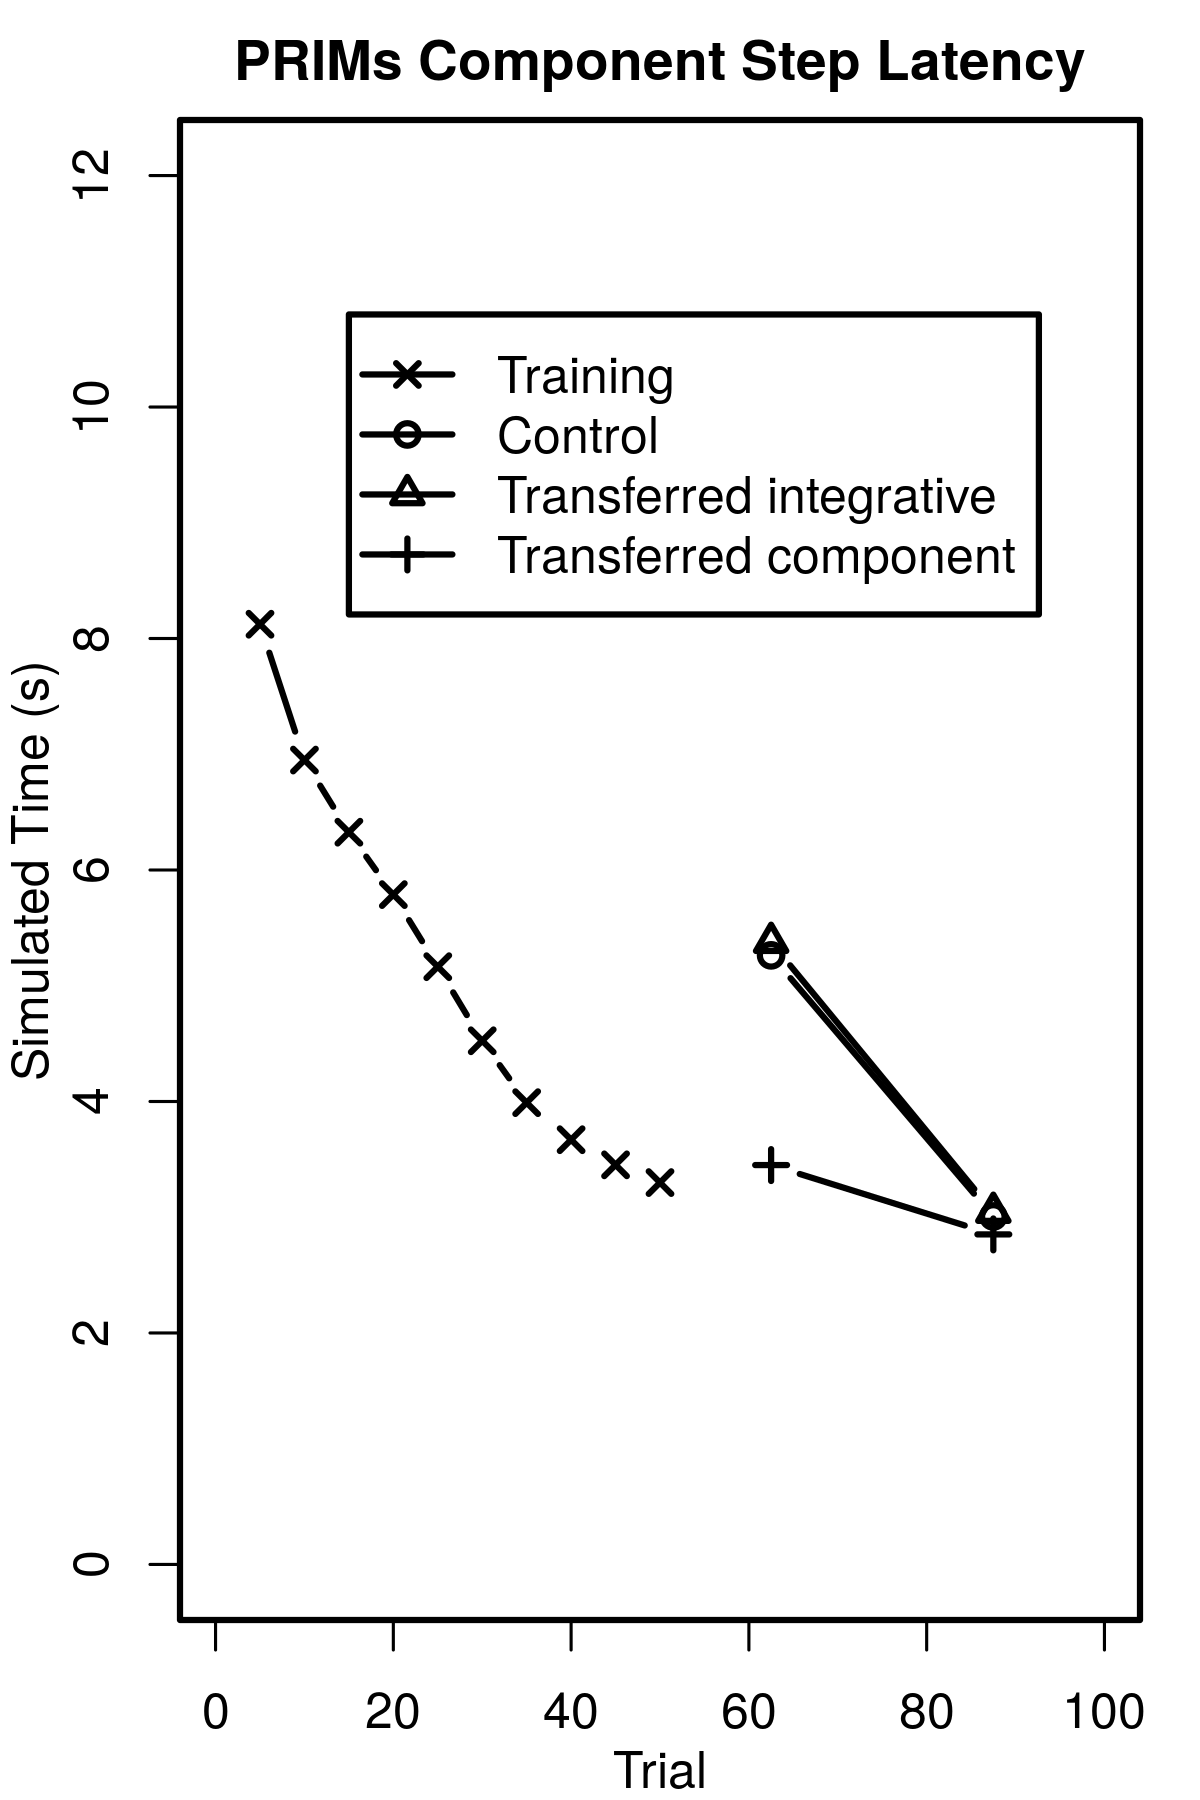 PRIMs Component Step Latency
12
10
8
6
4
2
0
Simulated Time (s)
Training
Control
Transferred integrative
Transferred component
0 20 40 60 80 100
Trial